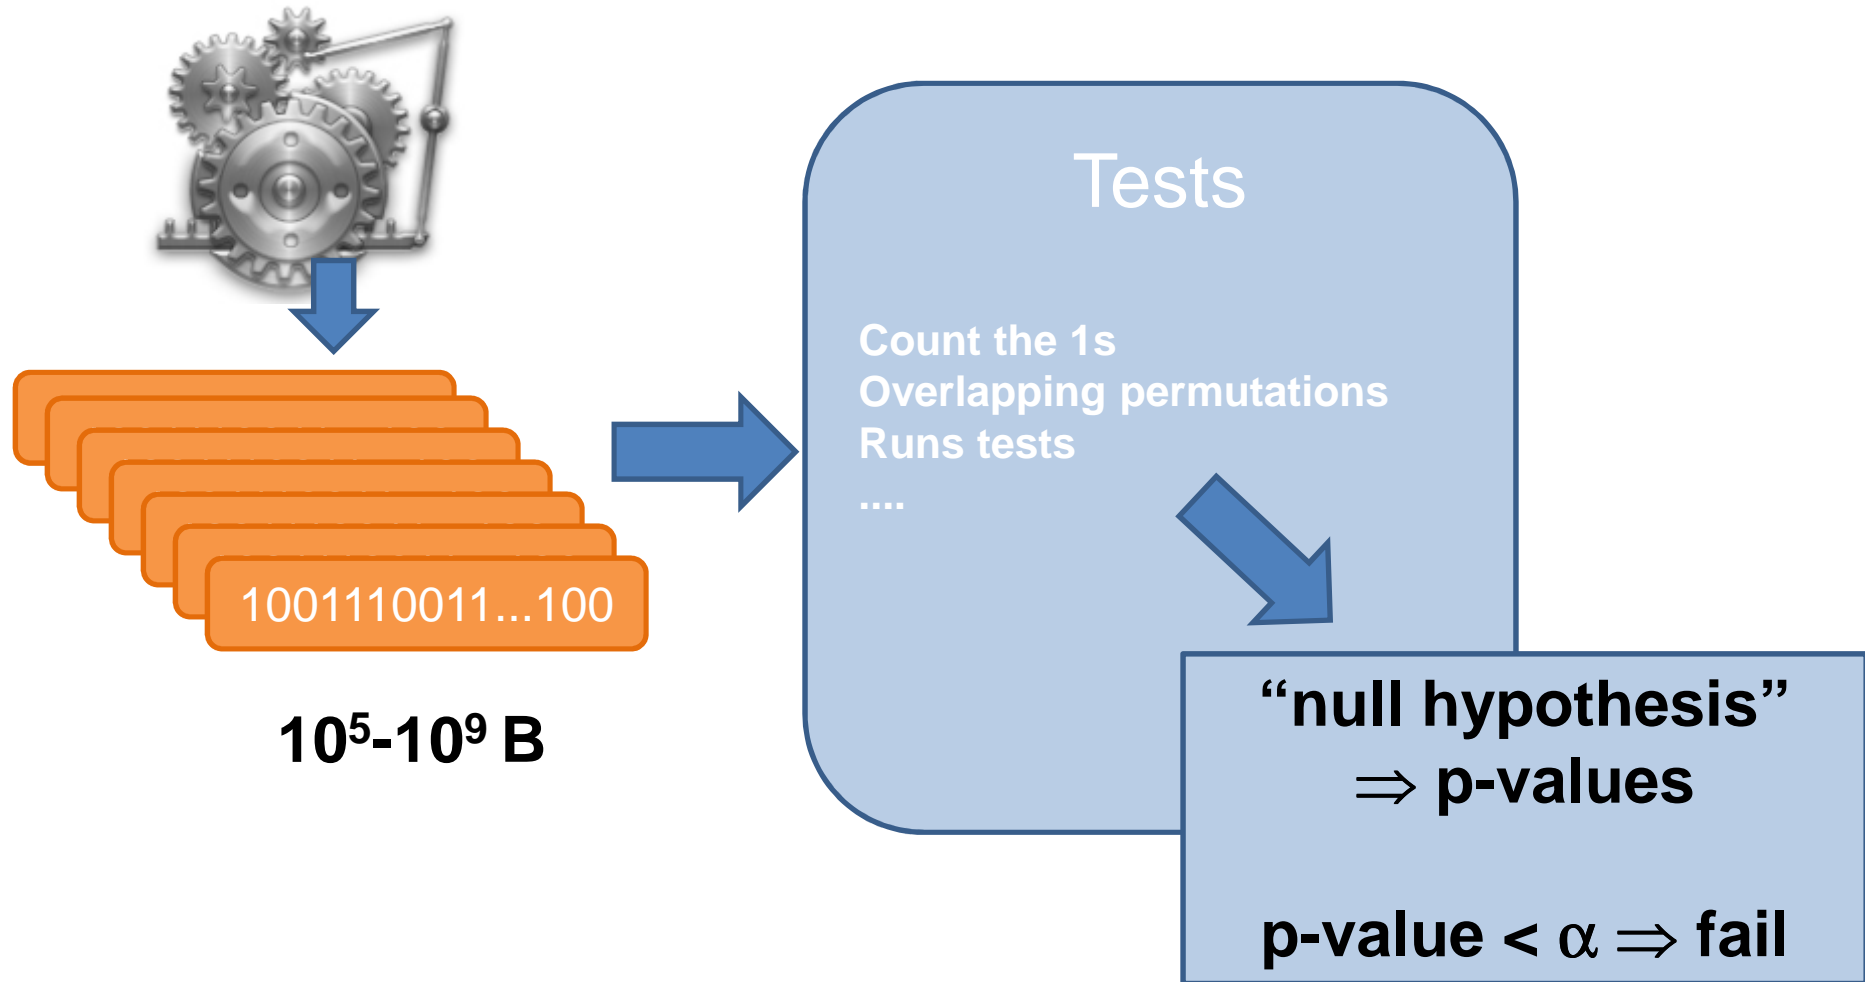 Tests
Count the 1s
Overlapping permutations
Runs tests
....
1001110011...100
10⁵-10⁹ B
“null hypothesis”
⇒ p-values
p-value < α ⇒ fail